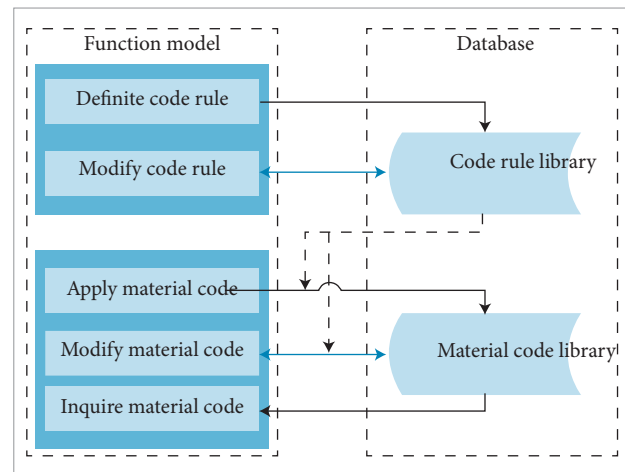 Function model
Database
Definite code rule
Modify code rule
Code rule library
Apply material code
Modify material code
Material code library
Inquire material code